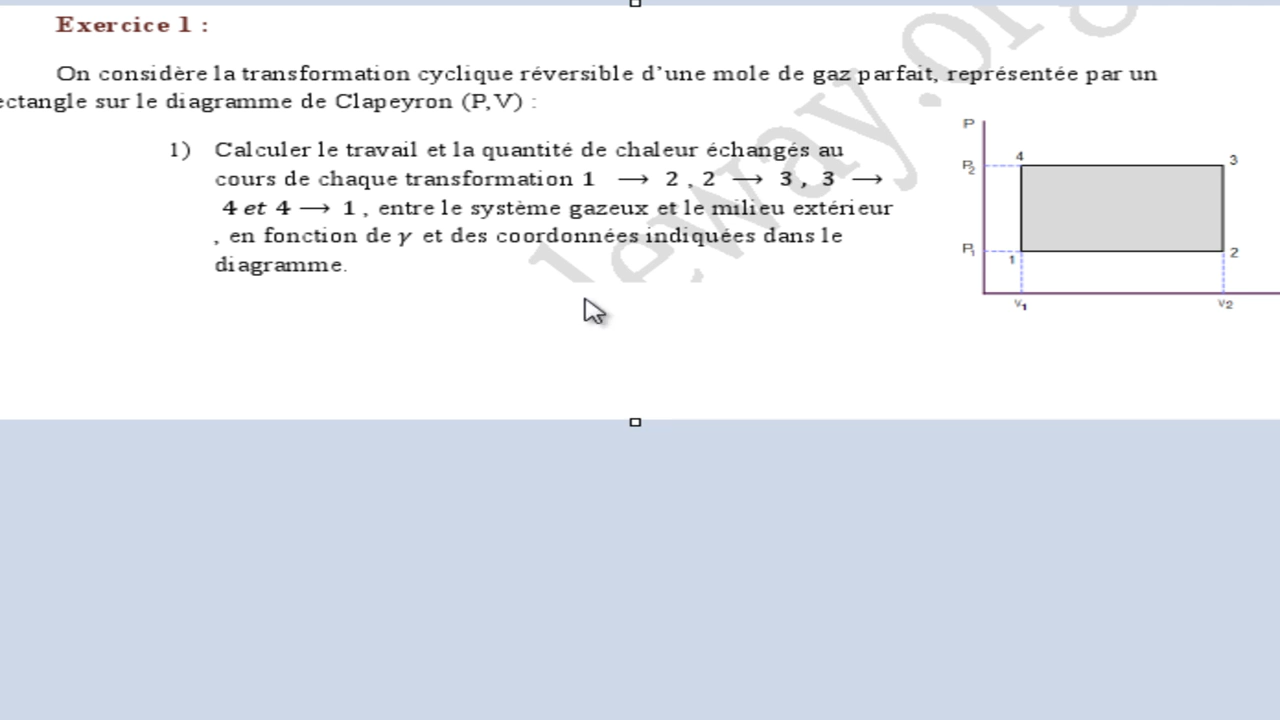 Exercice 1 :
On considère la transformation cyclique réversible d'une mole de gaz parfait, représentée par un
ectangle sur le diagramme de Clapeyron (P,V) :
1) Calculer le travail et la quantité de chaleur échangés au
cours de chaque transformation 1 ⟶ 2 , 2 ⟶ 3 , 3 ⟶
4 et 4 ⟶ 1 , entre le système gazeux et le milieu extérieur
, en fonction de γ et des coordonnées indiquées dans le
diagramme.
P
4
3
P₂
P₁
1
2
V₁
V2